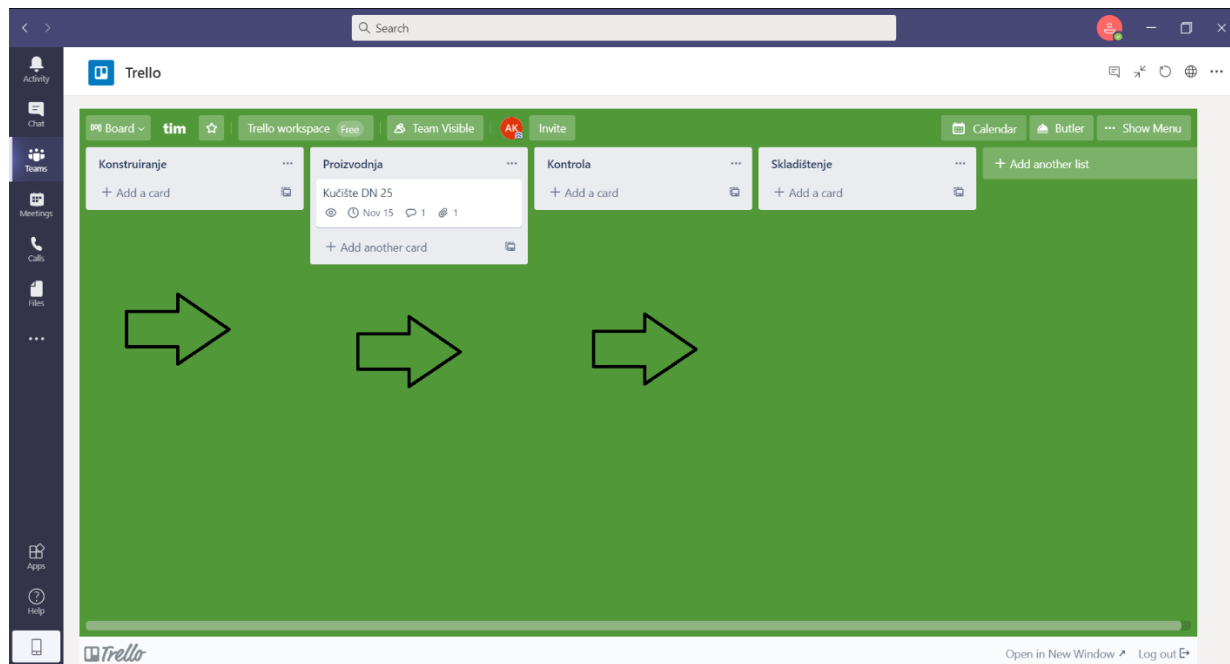 Search
Activity
Trello
Chat
Board tim Trello workspace Free Team Visible AK Invite Calendar Butler ... Show Menu
Teams
Konstruiranje ... Proizvodnja ... Kontrola ... Skladištenje ... + Add another list
+ Add a card Kučište DN 25 + Add a card + Add a card
Meetings
Nov 15 1 1
Calls
+ Add another card
Files
Apps
Help
Trello Open in New Window Log out